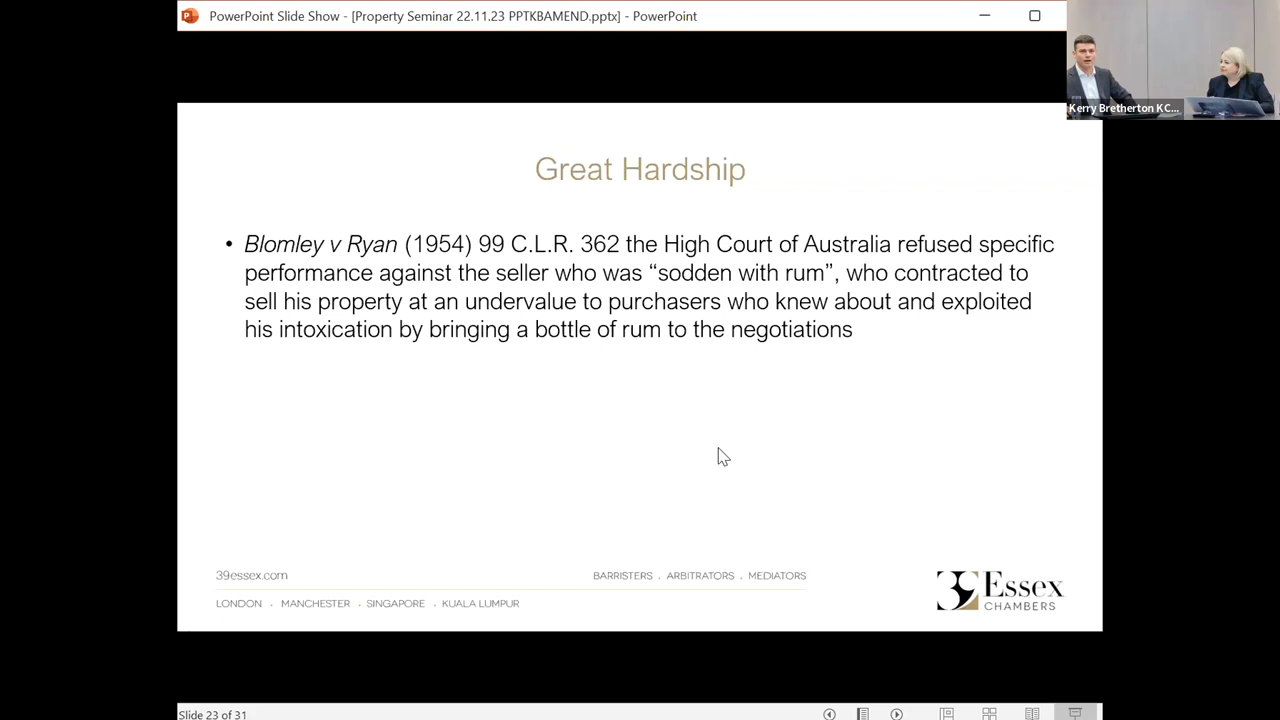 PowerPoint Slide Show - [Property Seminar 22.11.23 PPTKBAMEND.pptx] - PowerPoint
Kerry Bretherton KC...
Great Hardship
• Blomley v Ryan (1954) 99 C.L.R. 362 the High Court of Australia refused specific
performance against the seller who was “sodden with rum”, who contracted to
sell his property at an undervalue to purchasers who knew about and exploited
his intoxication by bringing a bottle of rum to the negotiations
39essex.com
BARRISTERS . ARBITRATORS . MEDIATORS
LONDON . MANCHESTER . SINGAPORE . KUALA LUMPUR
39 Essex
CHAMBERS
Slide 23 of 31